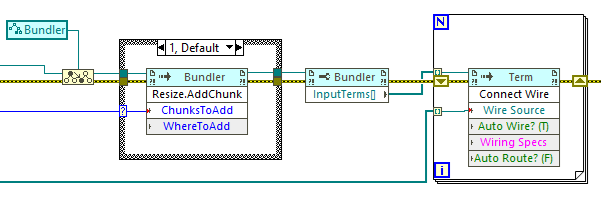 Bundler
1, Default
Bundler
Resize.AddChunk
ChunksToAdd
WhereToAdd
?
Bundler
InputTerms[]
N
Term
Connect Wire
Wire Source
Auto Wire? (T)
Wiring Specs
Auto Route? (F)
i